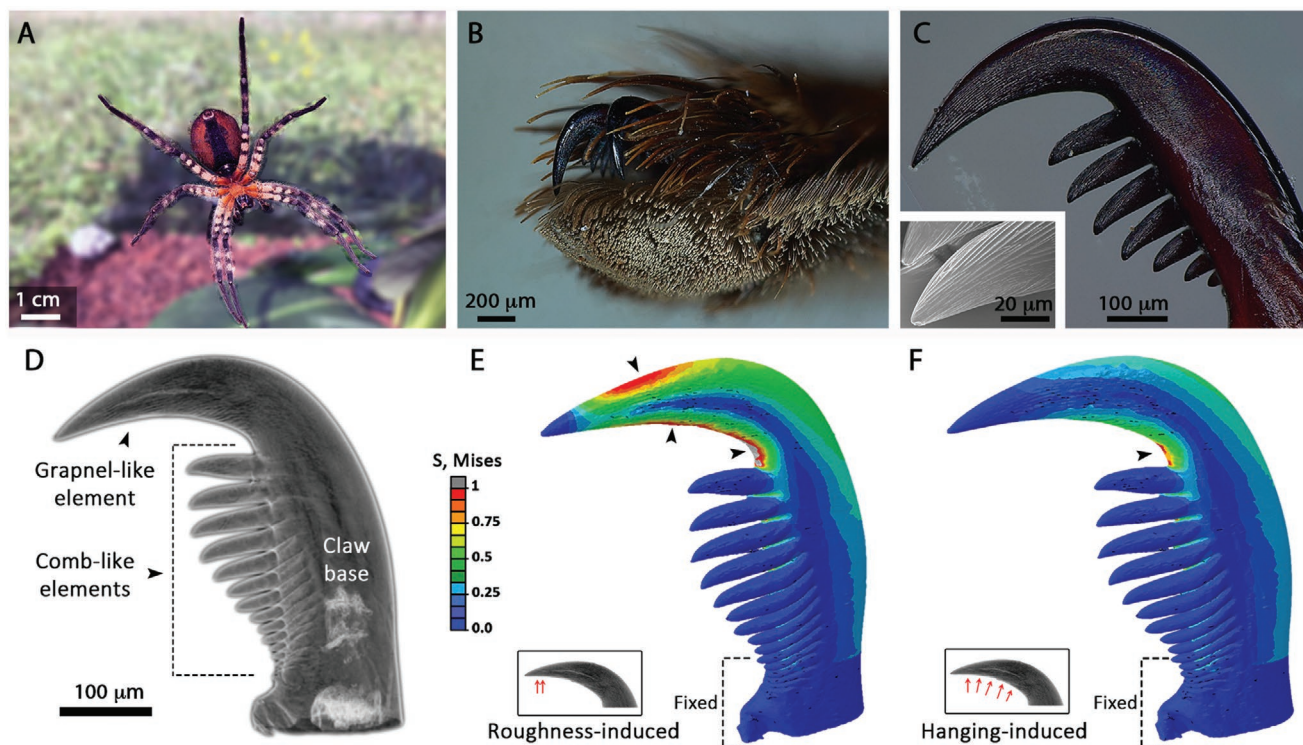 A
1 cm
B
200 µm
C
20 µm
100 µm
D
Grapnel-like
element
Comb-like
elements
Claw
base
100 µm
E
S, Mises
1
0.75
0.5
0.25
0.0
Roughness-induced
Fixed
F
Hanging-induced
Fixed